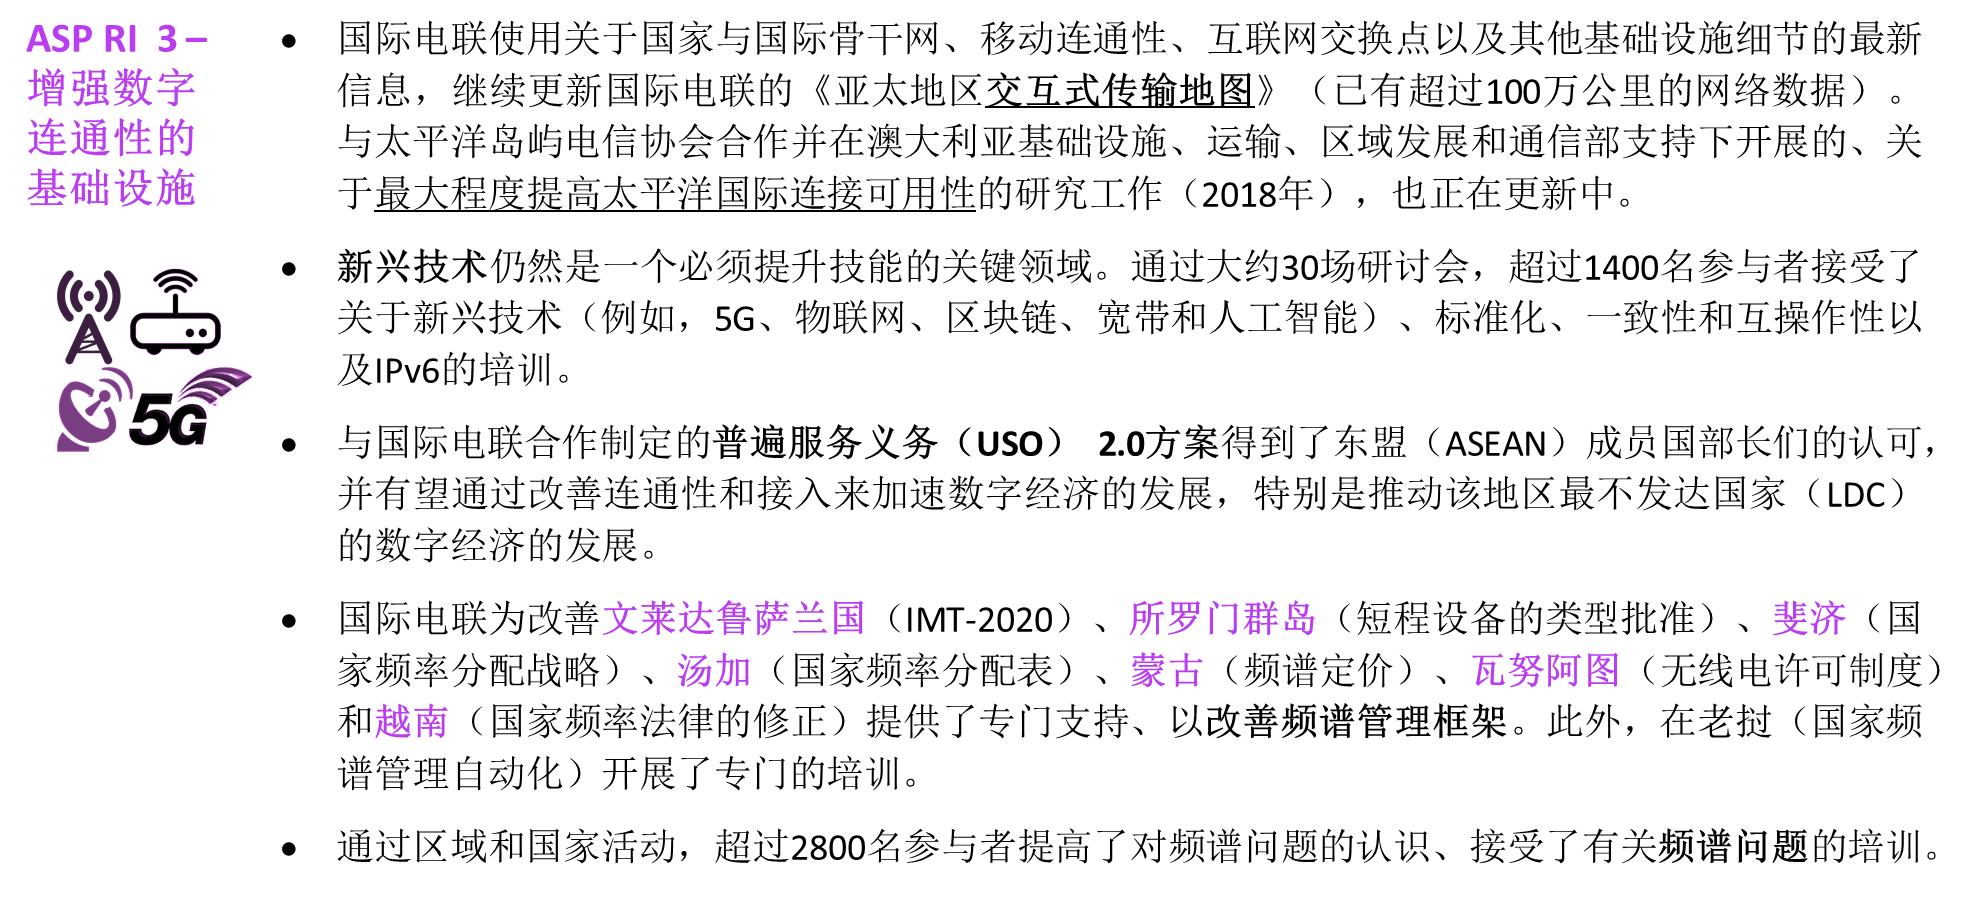 ASP RI 3 –
增强数字
连通性的
基础设施
5G
• 国际电联使用关于国家与国际骨干网、移动连通性、互联网交换点以及其他基础设施细节的最新
信息，继续更新国际电联的《亚太地区交互式传输地图》（已有超过100万公里的网络数据）。
与太平洋岛屿电信协会合作并在澳大利亚基础设施、运输、区域发展和通信部支持下开展的、关
于最大程度提高太平洋国际连接可用性的研究工作（2018年），也正在更新中。
• 新兴技术仍然是一个必须提升技能的关键领域。通过大约30场研讨会，超过1400名参与者接受了
关于新兴技术（例如，5G、物联网、区块链、宽带和人工智能）、标准化、一致性和互操作性以
及IPv6的培训。
• 与国际电联合作制定的普遍服务义务（USO） 2.0方案得到了东盟（ASEAN）成员国部长们的认可，
并有望通过改善连通性和接入来加速数字经济的发展，特别是推动该地区最不发达国家（LDC）
的数字经济的发展。
• 国际电联为改善文莱达鲁萨兰国（IMT-2020）、所罗门群岛（短程设备的类型批准）、斐济（国
家频率分配战略）、汤加（国家频率分配表）、蒙古（频谱定价）、瓦努阿图（无线电许可制度）
和越南（国家频率法律的修正）提供了专门支持、以改善频谱管理框架。此外，在老挝（国家频
谱管理自动化）开展了专门的培训。
• 通过区域和国家活动，超过2800名参与者提高了对频谱问题的认识、接受了有关频谱问题的培训。